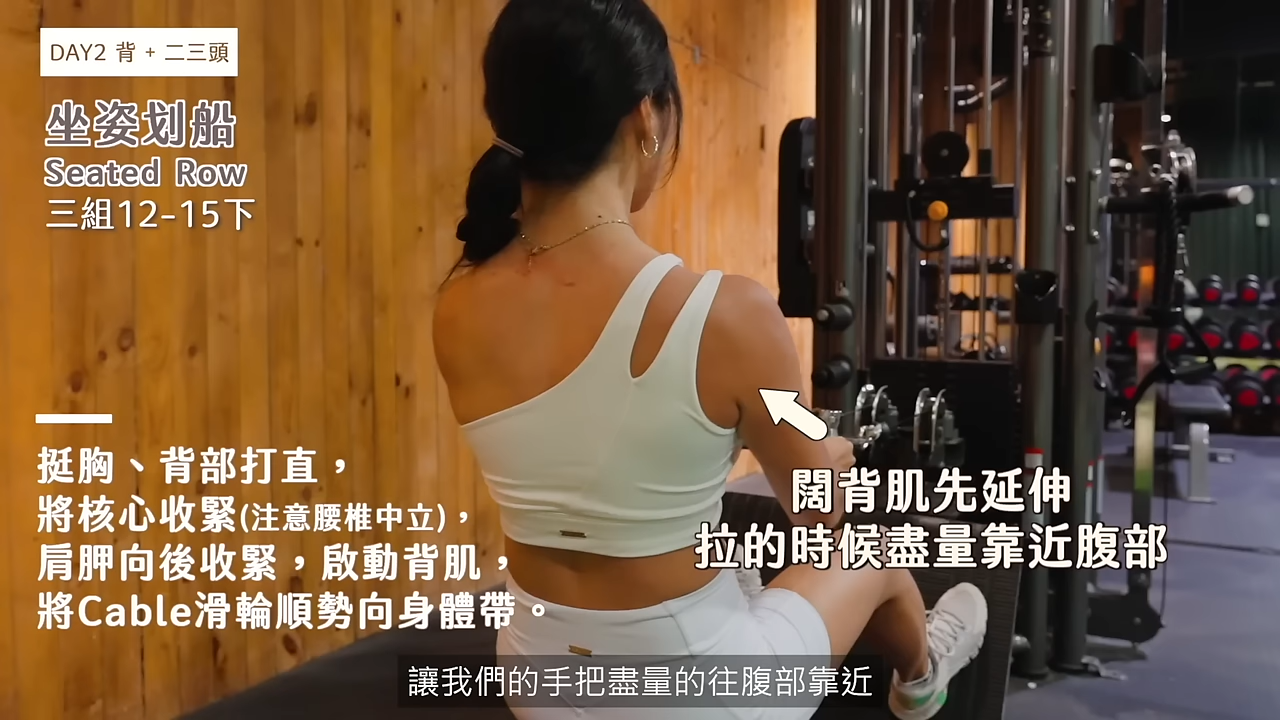 DAY2 背 + 二三頭
坐姿划船
Seated Row
三組12-15下
挺胸、背部打直，
將核心收緊(注意腰椎中立)，
肩胛向後收緊，啟動背肌，
將Cable滑輪順勢向身體帶。
闊背肌先延伸
拉的時候盡量靠近腹部
讓我們的手把盡量的往腹部靠近